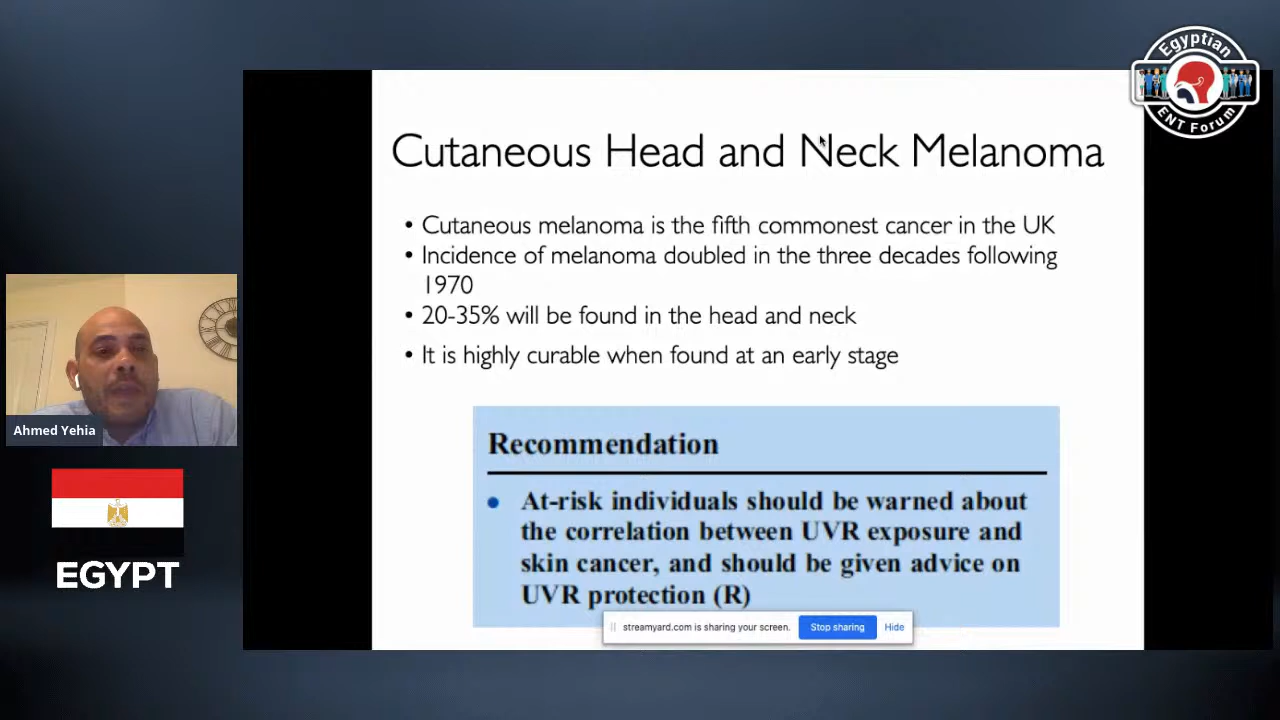 Egyptian
ENT Forum
Cutaneous Head and Neck Melanoma
• Cutaneous melanoma is the fifth commonest cancer in the UK
• Incidence of melanoma doubled in the three decades following
1970
• 20-35% will be found in the head and neck
• It is highly curable when found at an early stage
Recommendation
• At-risk individuals should be warned about
the correlation between UVR exposure and
skin cancer, and should be given advice on
UVR protection (R)
streamyard.com is sharing your screen.
Stop sharing
Hide
Ahmed Yehia
EGYPT